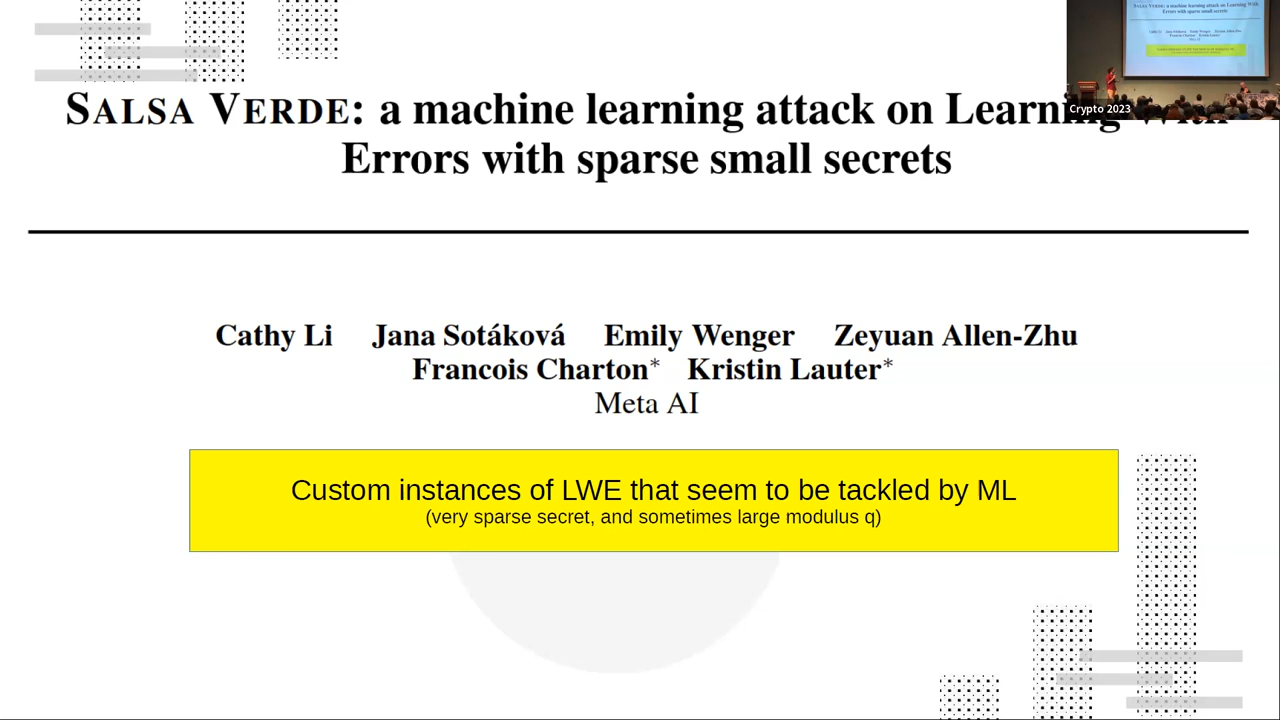 SALSA VERDE: a machine learning attack on Learning With
Errors with sparse small secrets
Cathy Li Jana Sotáková Emily Wenger Zeyuan Allen-Zhu
Francois Charton* Kristin Lauter*
Meta AI
Custom instances of LWE that seem to be tackled by ML
(very sparse secret, and sometimes large modulus q)
Crypto 2023